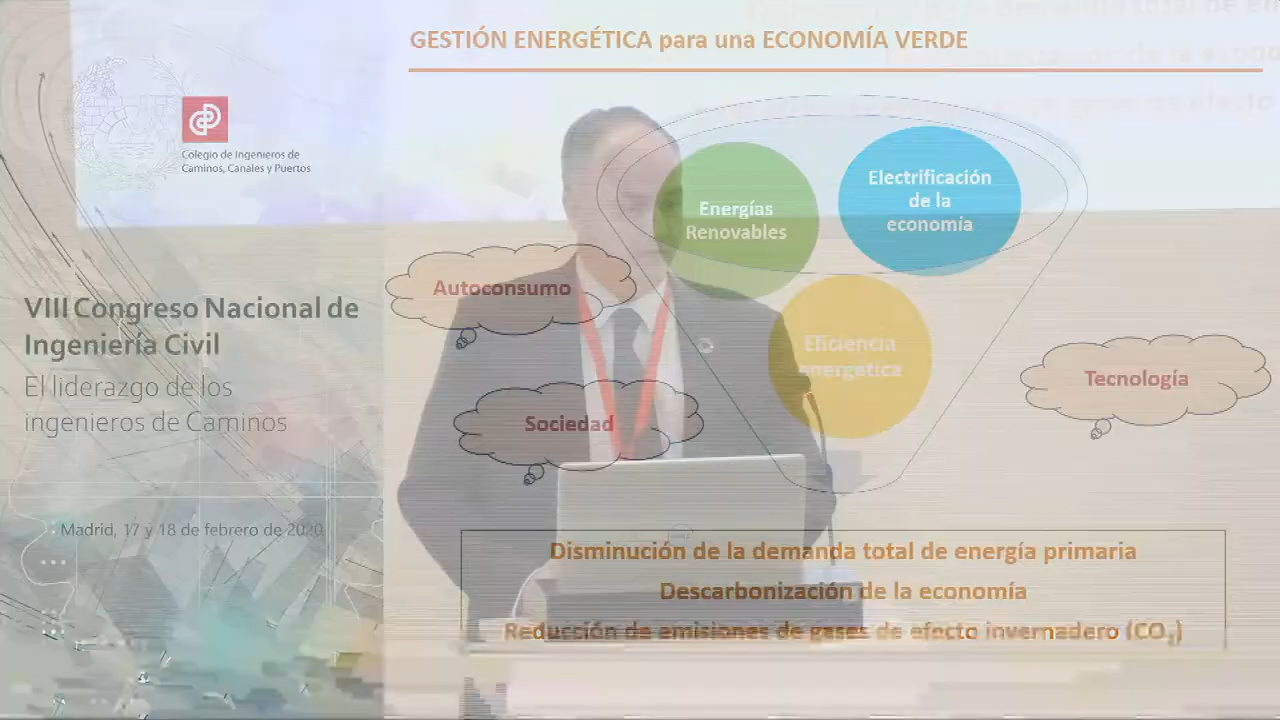 GESTIÓN ENERGÉTICA para una ECONOMÍA VERDE
Colegio de Ingenieros de
Caminos, Canales y Puertos
Electrificación
de la
economía
Energías
Renovables
Autoconsumo
VIII Congreso Nacional de
Ingeniería Civil
El liderazgo de los
ingenieros de Caminos
Eficiencia
energética
Tecnología
Sociedad
Madrid, 17 y 18 de febrero de 2020
Disminución de la demanda total de energía primaria
Descarbonización de la economía
Reducción de emisiones de gases de efecto invernadero (CO₂)